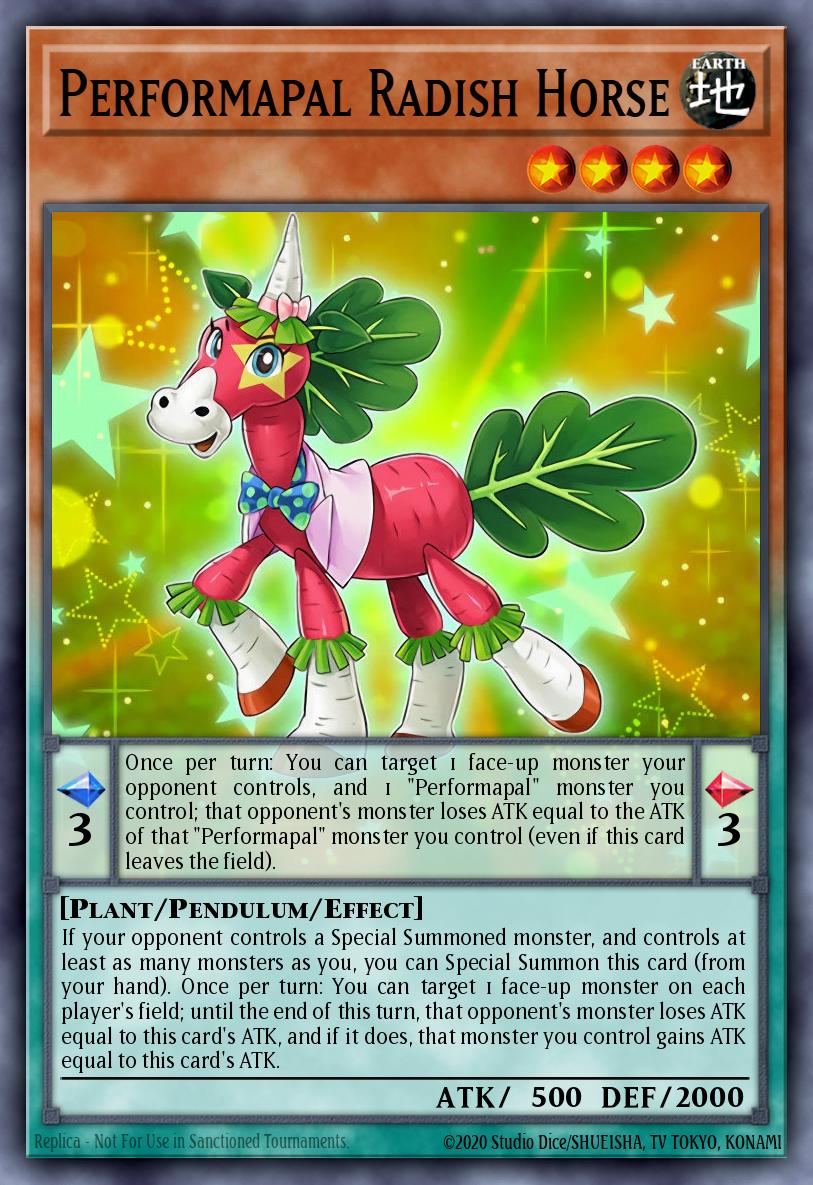 Performapal Radish Horse
EARTH
地
Once per turn: You can target 1 face-up monster your
opponent controls, and 1 "Performapal" monster you
control; that opponent's monster loses ATK equal to the ATK
of that "Performapal" monster you control (even if this card
leaves the field).
3
3
[Plant/Pendulum/Effect]
If your opponent controls a Special Summoned monster, and controls at
least as many monsters as you, you can Special Summon this card (from
your hand). Once per turn: You can target 1 face-up monster on each
player's field; until the end of this turn, that opponent's monster loses ATK
equal to this card's ATK, and if it does, that monster you control gains ATK
equal to this card's ATK.
ATK/ 500 DEF/2000
Replica - Not For Use in Sanctioned Tournaments.
©2020 Studio Dice/SHUEISHA, TV TOKYO, KONAMI